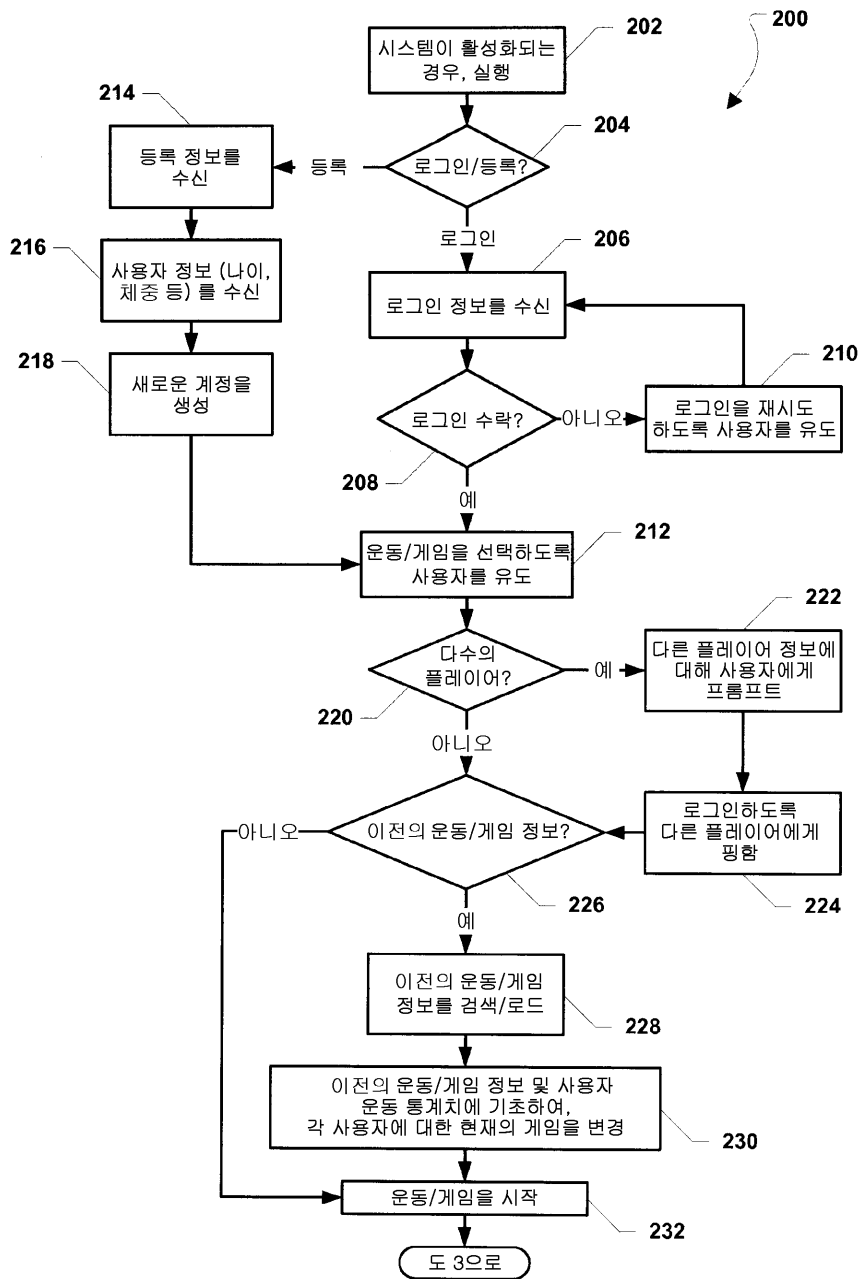 200
202
시스템이 활성화되는
경우, 실행
204
로그인/등록?
등록
214
등록 정보를
수신
216
사용자 정보 (나이,
체중 등) 를 수신
218
새로운 계정을
생성
로그인
206
로그인 정보를 수신
로그인 수락?
208
아니오
210
로그인을 재시도
하도록 사용자를 유도
예
212
운동/게임을 선택하도록
사용자를 유도
다수의
플레이어?
220
예
222
다른 플레이어 정보에
대해 사용자에게
프롬프트
아니오
로그인하도록
다른 플레이어에게
핑함
224
이전의 운동/게임 정보?
226
아니오
예
이전의 운동/게임
정보를 검색/로드
228
이전의 운동/게임 정보 및 사용자
운동 통계치에 기초하여,
각 사용자에 대한 현재의 게임을 변경
230
운동/게임을 시작
232
도 3으로